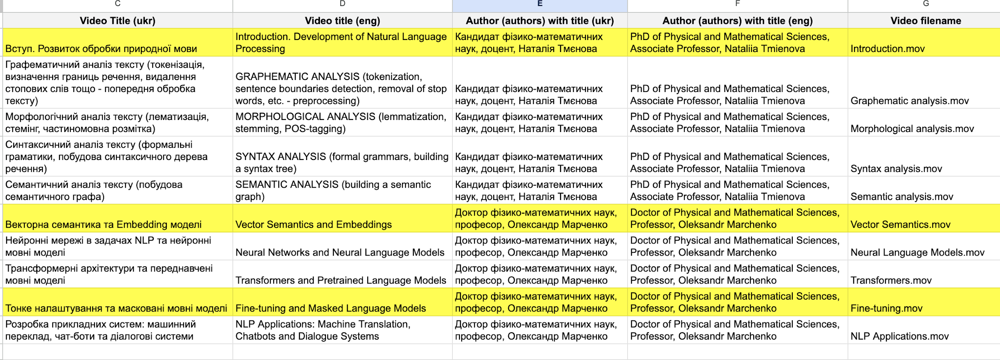 C D E F G
Video Title (ukr) Video title (eng) Author (authors) with title (ukr) Author (authors) with title (eng) Video filename
Вступ. Розвиток обробки природної мови
Introduction. Development of Natural Language
Processing
Кандидат фізико-математичних
наук, доцент, Наталія Тмєнова
PhD of Physical and Mathematical Sciences,
Associate Professor, Nataliia Tmienova
Introduction.mov
Графематичний аналіз тексту (токенізація,
визначення границь речення, видалення
стопових слів тощо - попередня обробка
тексту)
GRAPHEMATIC ANALYSIS (tokenization,
sentence boundaries detection, removal of stop
words, etc. - preprocessing)
Кандидат фізико-математичних
наук, доцент, Наталія Тмєнова
PhD of Physical and Mathematical Sciences,
Associate Professor, Nataliia Tmienova
Graphematic analysis.mov
Морфологічний аналіз тексту (лематизація,
стемінг, частиномовна розмітка)
MORPHOLOGICAL ANALYSIS (lemmatization,
stemming, POS-tagging)
Кандидат фізико-математичних
наук, доцент, Наталія Тмєнова
PhD of Physical and Mathematical Sciences,
Associate Professor, Nataliia Tmienova
Morphological analysis.mov
Синтаксичний аналіз тексту (формальні
граматики, побудова синтаксичного дерева
речення)
SYNTAX ANALYSIS (formal grammars, building
a syntax tree)
Кандидат фізико-математичних
наук, доцент, Наталія Тмєнова
PhD of Physical and Mathematical Sciences,
Associate Professor, Nataliia Tmienova
Syntax analysis.mov
Семантичний аналіз тексту (побудова
семантичного графа)
SEMANTIC ANALYSIS (building a semantic
graph)
Кандидат фізико-математичних
наук, доцент, Наталія Тмєнова
PhD of Physical and Mathematical Sciences,
Associate Professor, Nataliia Tmienova
Semantic analysis.mov
Векторна семантика та Embedding моделі
Vector Semantics and Embeddings
Доктор фізико-математичних наук,
професор, Олександр Марченко
Doctor of Physical and Mathematical Sciences,
Professor, Oleksandr Marchenko
Vector Semantics.mov
Нейронні мережі в задачах NLP та нейронні
мовні моделі
Neural Networks and Neural Language Models
Доктор фізико-математичних наук,
професор, Олександр Марченко
Doctor of Physical and Mathematical Sciences,
Professor, Oleksandr Marchenko
Neural Language Models.mov
Трансформерні архітектури та переднавчені
мовні моделі
Transformers and Pretrained Language Models
Доктор фізико-математичних наук,
професор, Олександр Марченко
Doctor of Physical and Mathematical Sciences,
Professor, Oleksandr Marchenko
Transformers.mov
Тонке налаштування та масковані мовні моделі
Fine-tuning and Masked Language Models
Доктор фізико-математичних наук,
професор, Олександр Марченко
Doctor of Physical and Mathematical Sciences,
Professor, Oleksandr Marchenko
Fine-tuning.mov
Розробка прикладних систем: машинний
переклад, чат-боти та діалогові системи
NLP Applications: Machine Translation,
Chatbots and Dialogue Systems
Доктор фізико-математичних наук,
професор, Олександр Марченко
Doctor of Physical and Mathematical Sciences,
Professor, Oleksandr Marchenko
NLP Applications.mov